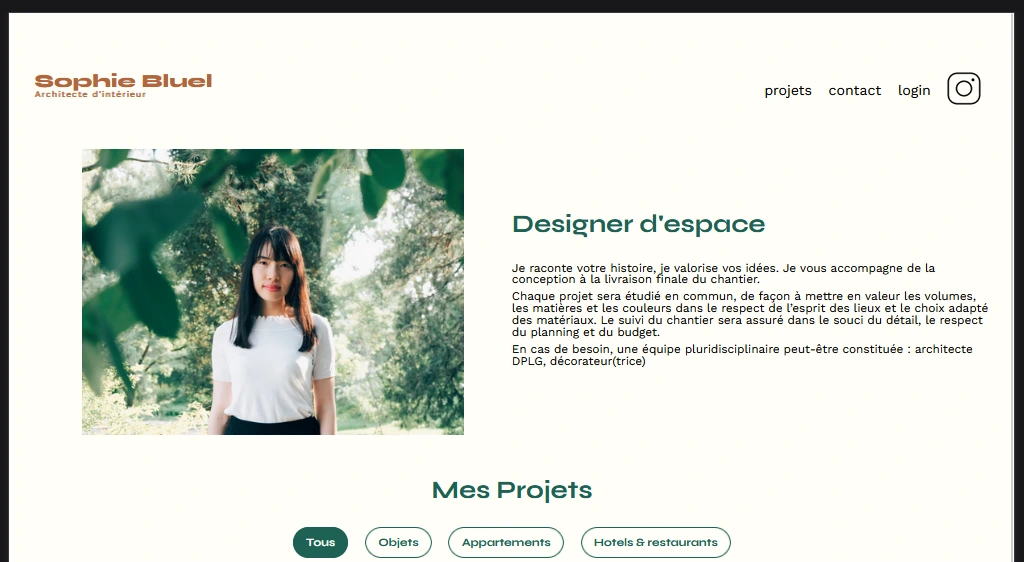 Sophie Bluel
Architecte d'intérieur
projets contact login
Designer d'espace
Je raconte votre histoire, je valorise vos idées. Je vous accompagne de la
conception à la livraison finale du chantier.
Chaque projet sera étudié en commun, de façon à mettre en valeur les volumes,
les matières et les couleurs dans le respect de l'esprit des lieux et le choix adapté
des matériaux. Le suivi du chantier sera assuré dans le souci du détail, le respect
du planning et du budget.
En cas de besoin, une équipe pluridisciplinaire peut-être constituée : architecte
DPLG, décorateur(trice)
Mes Projets
Tous Objets Appartements Hotels & restaurants